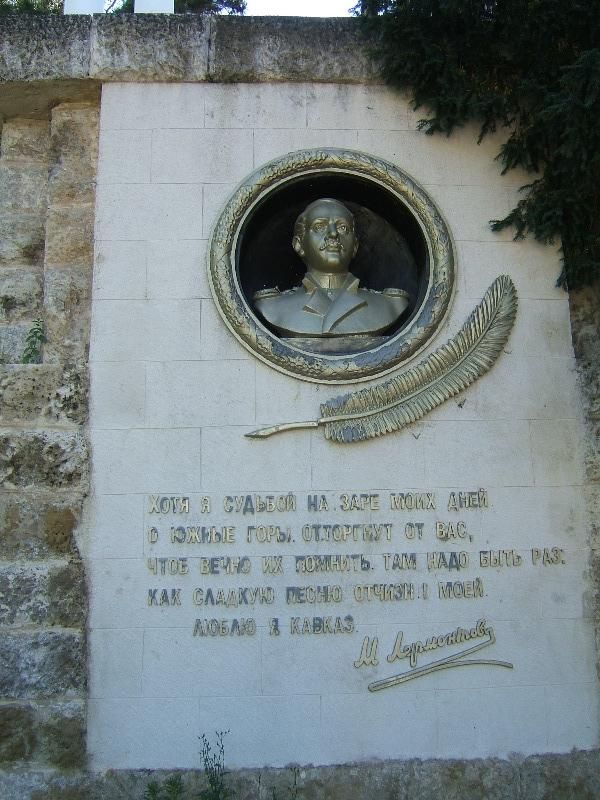 ХОТЯ Я СУДЬБОЙ НА ЗАРЕ МОИХ ДНЕЙ
О ЮЖНЫЕ ГОРЫ, ОТТОРГНУТ ОТ ВАС,
ЧТОБ ВЕЧНО ИХ ПОМНИТЬ, ТАМ НАДО БЫТЬ РАЗ:
КАК СЛАДКУЮ ПЕСНЮ ОТЧИЗНЫ МОЕЙ
ЛЮБЛЮ Я КАВКАЗ.
М Лермонтов